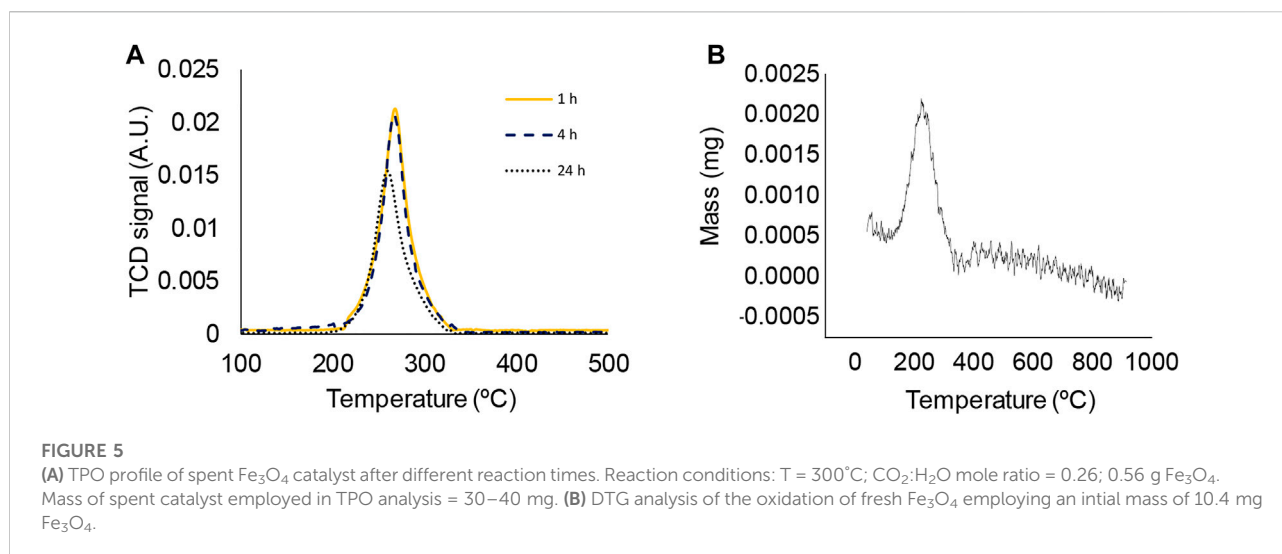 A
0.025
0.02
0.015
0.01
0.005
0
TCD signal (A.U.)
100
200
300
400
500
Temperature (ºC)
1 h
4 h
24 h
B
0.0025
0.0020
0.0015
0.0010
0.0005
0.0000
-0.0005
Mass (mg)
0
200
400
600
800
1000
Temperature (ºC)
FIGURE 5
(A) TPO profile of spent Fe₃O₄ catalyst after different reaction times. Reaction conditions: T = 300°C; CO₂:H₂O mole ratio = 0.26; 0.56 g Fe₃O₄.
Mass of spent catalyst employed in TPO analysis = 30–40 mg. (B) DTG analysis of the oxidation of fresh Fe₃O₄ employing an intial mass of 10.4 mg
Fe₃O₄.